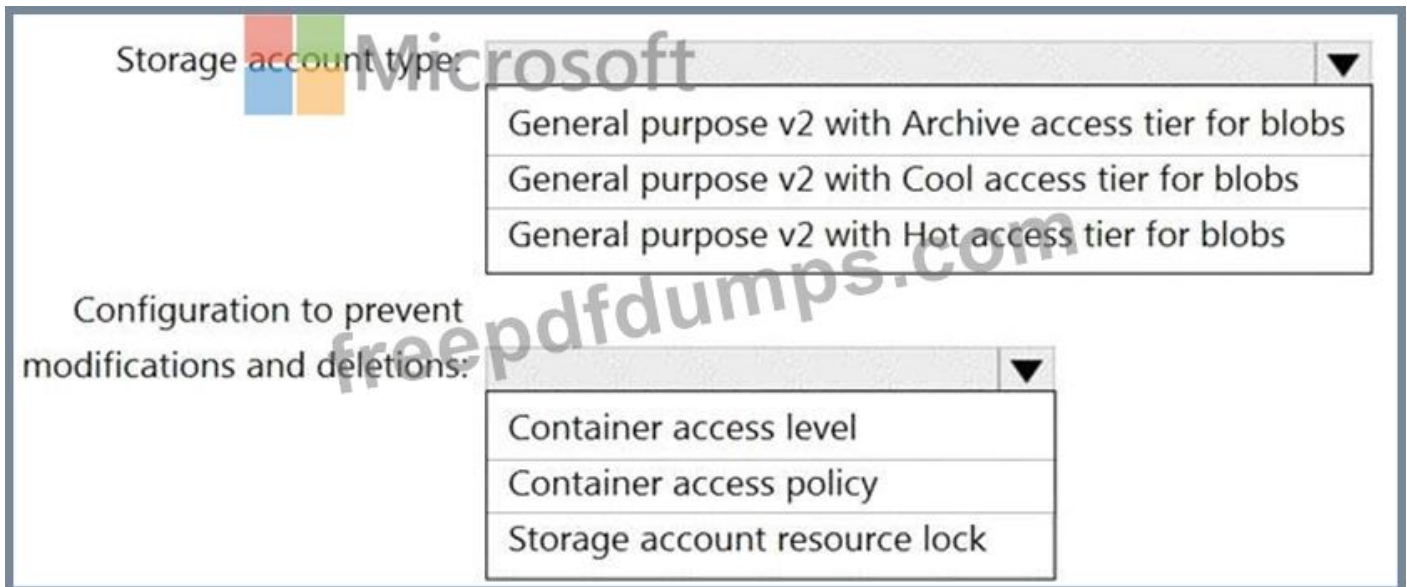 Microsoft
Storage account type:
General purpose v2 with Archive access tier for blobs
General purpose v2 with Cool access tier for blobs
General purpose v2 with Hot access tier for blobs
freepdfdumps.com
Configuration to prevent
modifications and deletions:
Container access level
Container access policy
Storage account resource lock